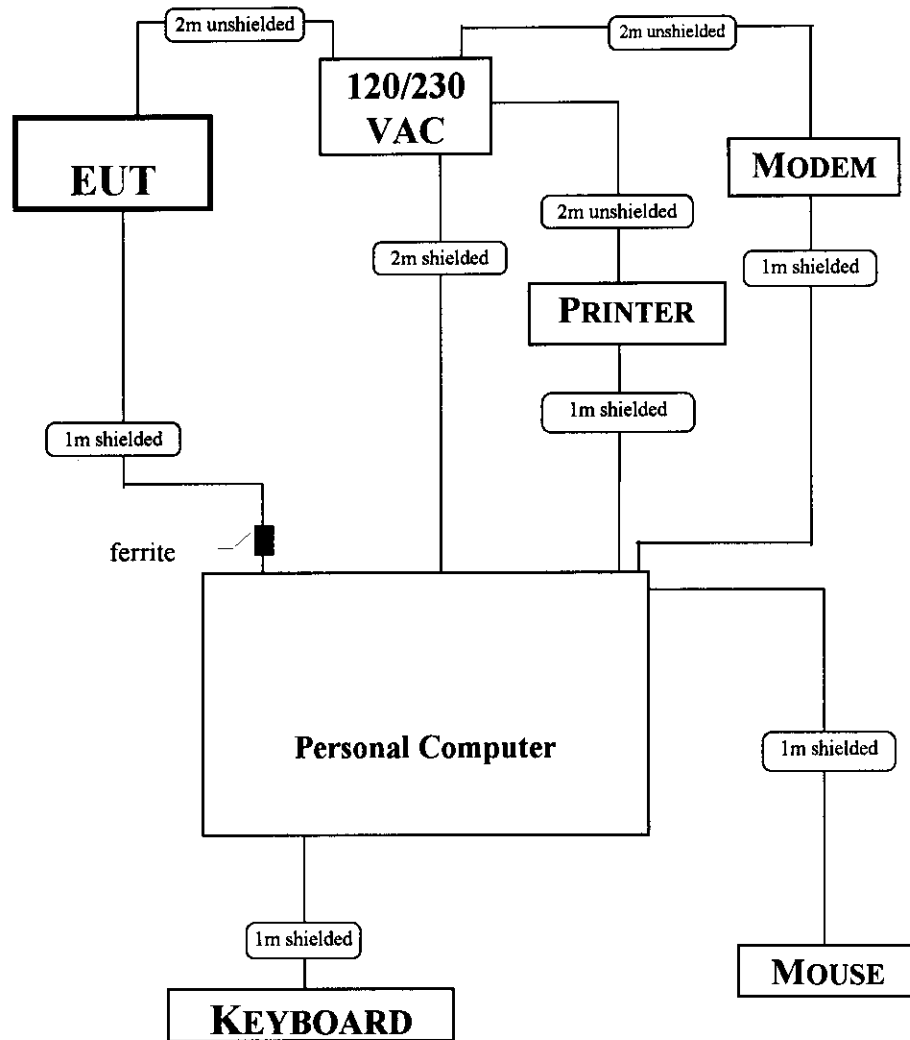 2m unshielded
2m unshielded
120/230
VAC
EUT
MODEM
2m unshielded
2m shielded
1m shielded
PRINTER
1m shielded
1m shielded
ferrite
Personal Computer
1m shielded
1m shielded
MOUSE
KEYBOARD